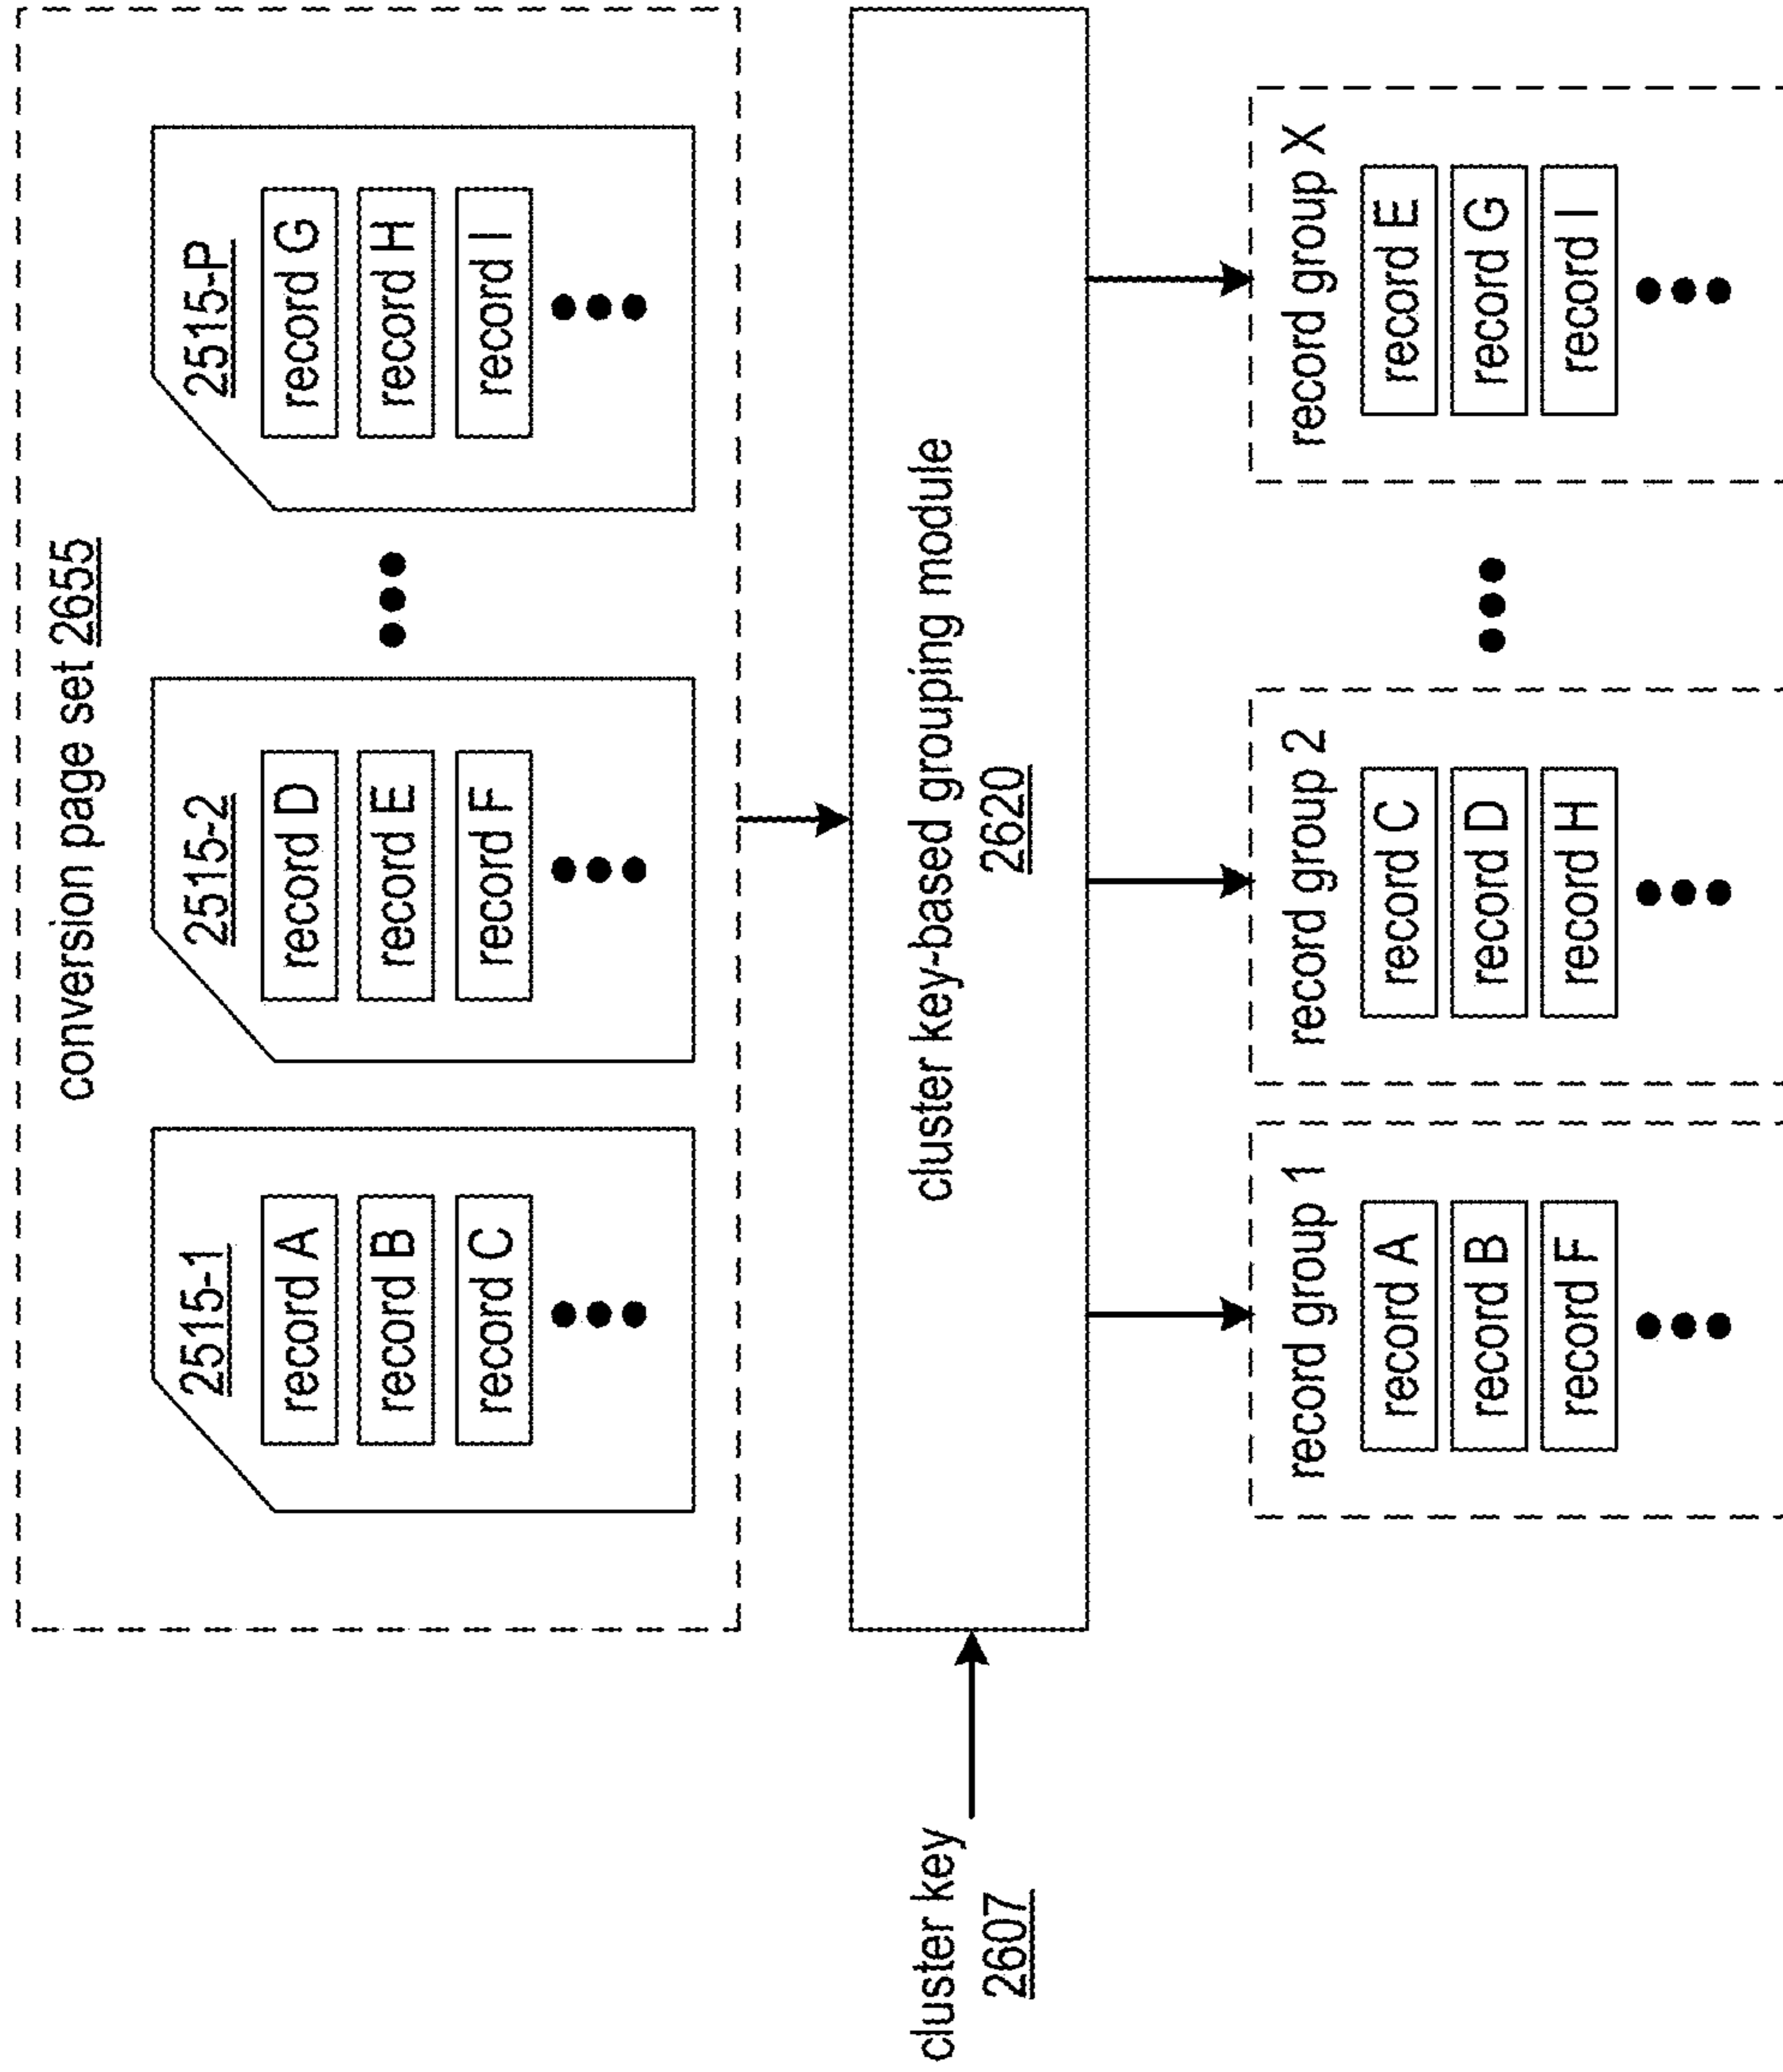 conversion page set 2655
2515-1
record A
record B
record C
2515-2
record D
record E
record F
2515-P
record G
record H
record I
cluster key
2607
cluster key-based grouping module
2620
record group 1
record A
record B
record F
record group 2
record C
record D
record H
record group X
record E
record G
record I